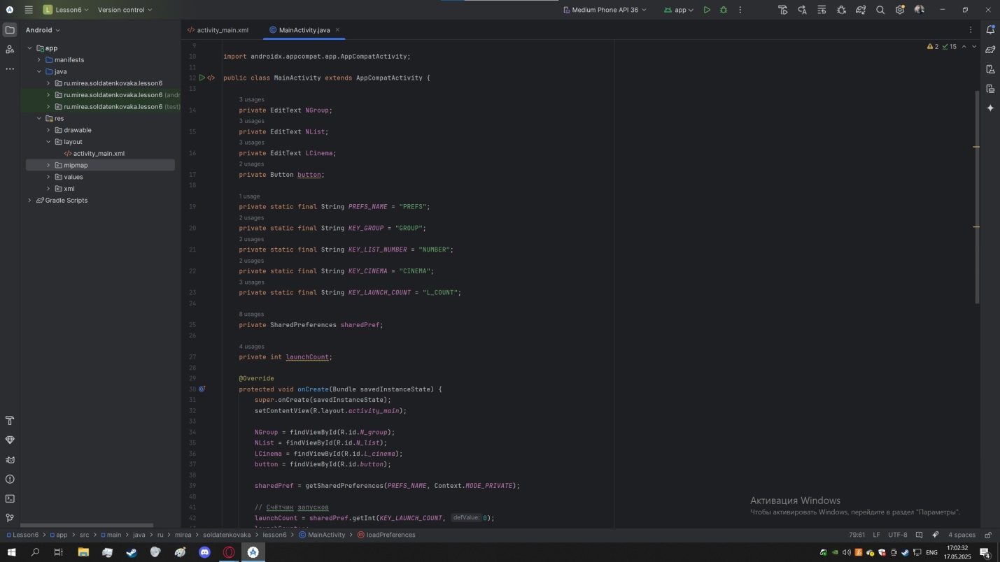 L Lesson6 Version control Medium Phone API 36 app
Android
activity_main.xml MainActivity.java
app
manifests
java
ru.mirea.soldatenkovaka.lesson6
ru.mirea.soldatenkovaka.lesson6 (andr
ru.mirea.soldatenkovaka.lesson6 (test)
res
drawable
layout
activity_main.xml
mipmap
values
xml
Gradle Scripts
2 15
9
10 import androidx.appcompat.app.AppCompatActivity;
11
12 public class MainActivity extends AppCompatActivity {
13
3 usages
14 private EditText NGroup;
3 usages
15 private EditText NList;
3 usages
16 private EditText LCinema;
2 usages
17 private Button button;
18
1 usage
19 private static final String PREFS_NAME = "PREFS";
2 usages
20 private static final String KEY_GROUP = "GROUP";
2 usages
21 private static final String KEY_LIST_NUMBER = "NUMBER";
2 usages
22 private static final String KEY_CINEMA = "CINEMA";
3 usages
23 private static final String KEY_LAUNCH_COUNT = "L_COUNT";
24
8 usages
25 private SharedPreferences sharedPref;
26
4 usages
27 private int launchCount;
28
29 @Override
30 protected void onCreate(Bundle savedInstanceState) {
31 super.onCreate(savedInstanceState);
32 setContentView(R.layout.activity_main);
33
34 NGroup = findViewById(R.id.N_group);
35 NList = findViewById(R.id.N_list);
36 LCinema = findViewById(R.id.L_cinema);
37 button = findViewById(R.id.button);
38
39 sharedPref = getSharedPreferences(PREFS_NAME, Context.MODE_PRIVATE);
40
41 // Счётчик запусков
42 launchCount = sharedPref.getInt(KEY_LAUNCH_COUNT, defValue: 0);
Активация Windows
Чтобы активировать Windows, перейдите в раздел "Параметры".
Lesson6 app src main java ru mirea soldatenkovaka lesson6 MainActivity loadPreferences 79:61 LF UTF-8 4 spaces
ENG
17:02:32
17.05.2025
4